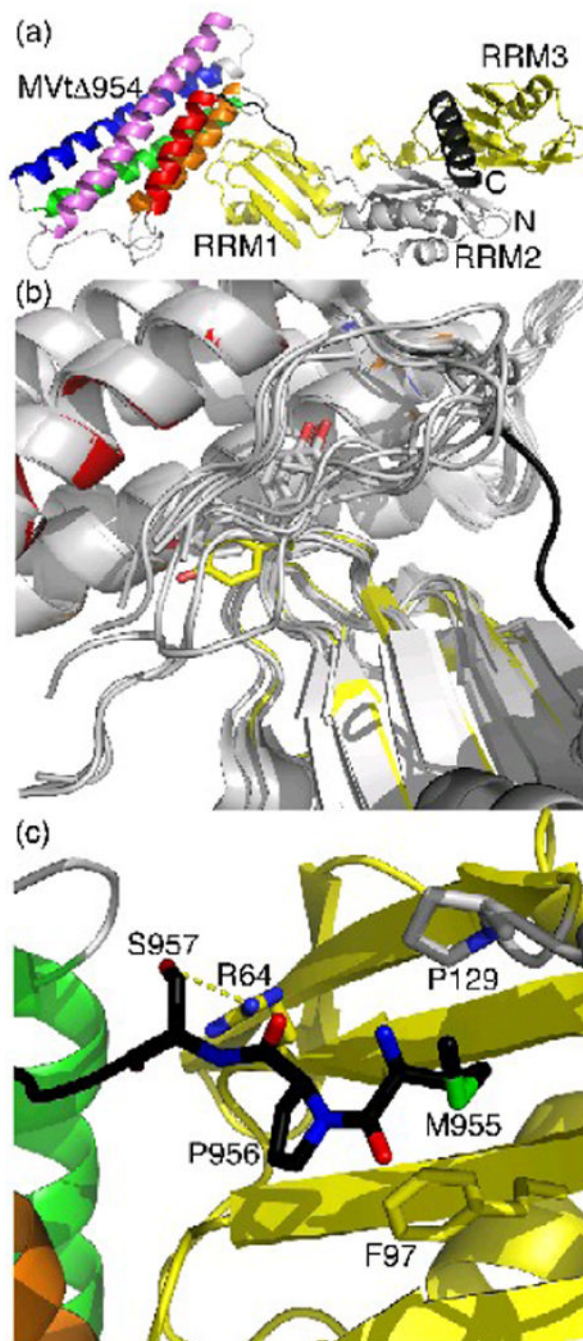 (a)
MVtΔ954
RRM3
C
N
RRM1
RRM2
(b)
(c)
S957
R64
P129
P956
M955
F97